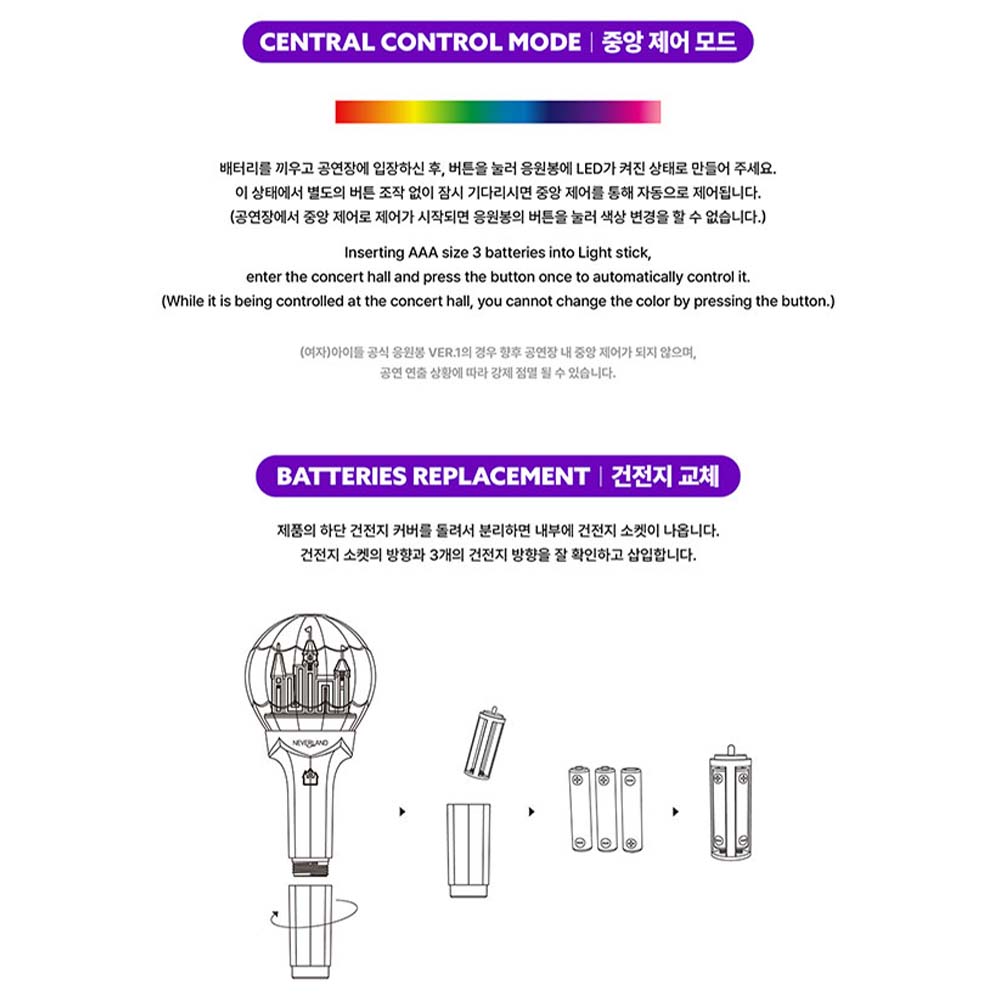 CENTRAL CONTROL MODE | 중앙 제어 모드
배터리를 끼우고 공연장에 입장하신 후, 버튼을 눌러 응원봉에 LED가 켜진 상태로 만들어 주세요.
이 상태에서 별도의 버튼 조작 없이 잠시 기다리시면 중앙 제어를 통해 자동으로 제어됩니다.
(공연장에서 중앙 제어로 제어가 시작되면 응원봉의 버튼을 눌러 색상 변경을 할 수 없습니다.)
Inserting AAA size 3 batteries into Light stick,
enter the concert hall and press the button once to automatically control it.
(While it is being controlled at the concert hall, you cannot change the color by pressing the button.)
(여자)아이들 공식 응원봉 VER.1의 경우 향후 공연장 내 중앙 제어가 되지 않으며,
공연 연출 상황에 따라 강제 점멸 될 수 있습니다.
BATTERIES REPLACEMENT | 건전지 교체
제품의 하단 건전지 커버를 돌려서 분리하면 내부에 건전지 소켓이 나옵니다.
건전지 소켓의 방향과 3개의 건전지 방향을 잘 확인하고 삽입합니다.
NEVERLAND